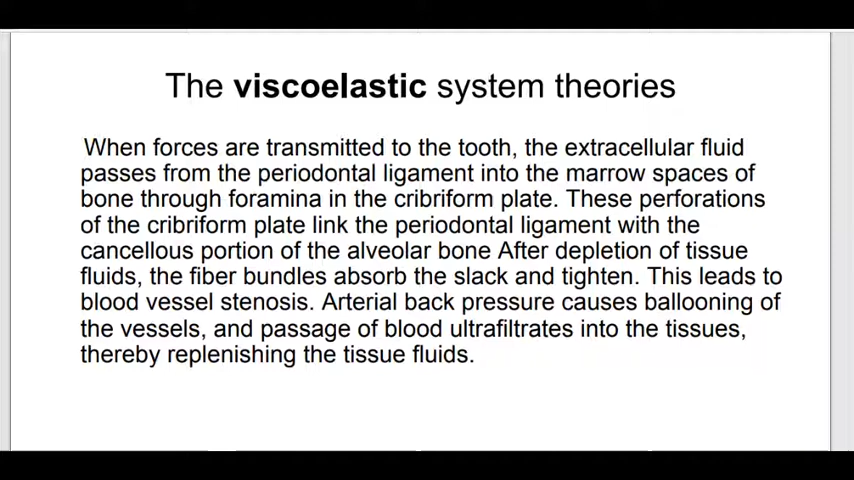 The viscoelastic system theories
When forces are transmitted to the tooth, the extracellular fluid
passes from the periodontal ligament into the marrow spaces of
bone through foramina in the cribriform plate. These perforations
of the cribriform plate link the periodontal ligament with the
cancellous portion of the alveolar bone After depletion of tissue
fluids, the fiber bundles absorb the slack and tighten. This leads to
blood vessel stenosis. Arterial back pressure causes ballooning of
the vessels, and passage of blood ultrafiltrates into the tissues,
thereby replenishing the tissue fluids.